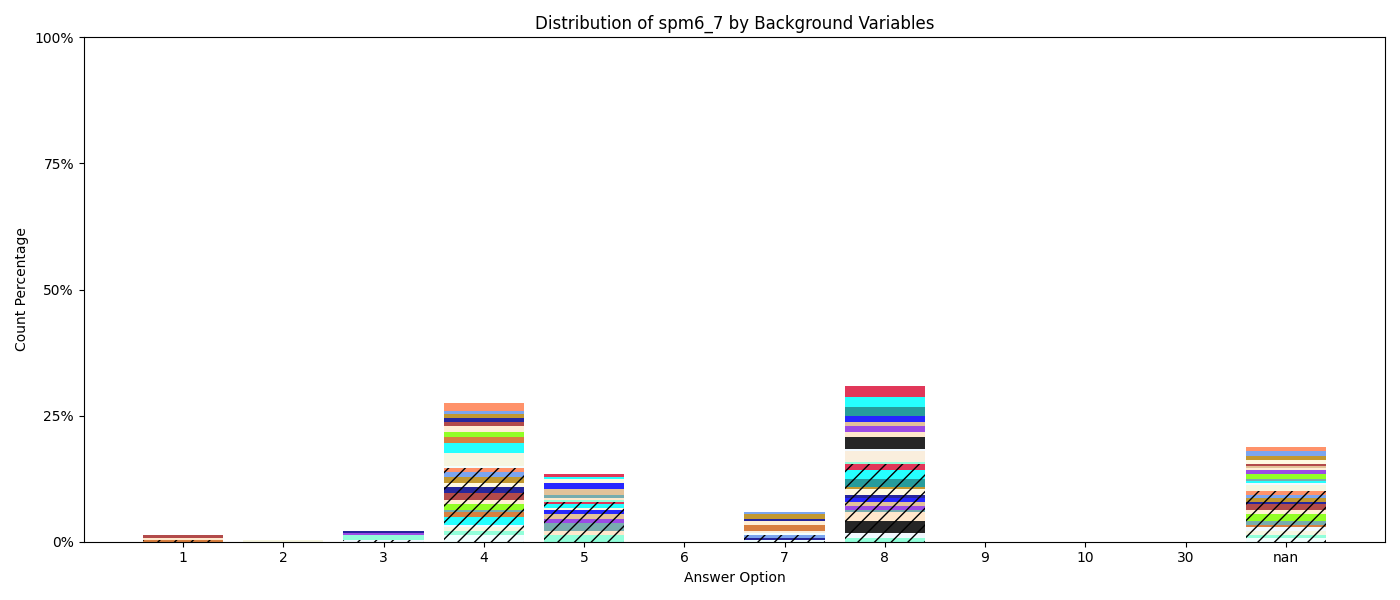 Distribution of spm6_7 by Background Variables
100%
75%
50%
25%
0%
Count Percentage
1 2 3 4 5 6 7 8 9 10 30 nan
Answer Option